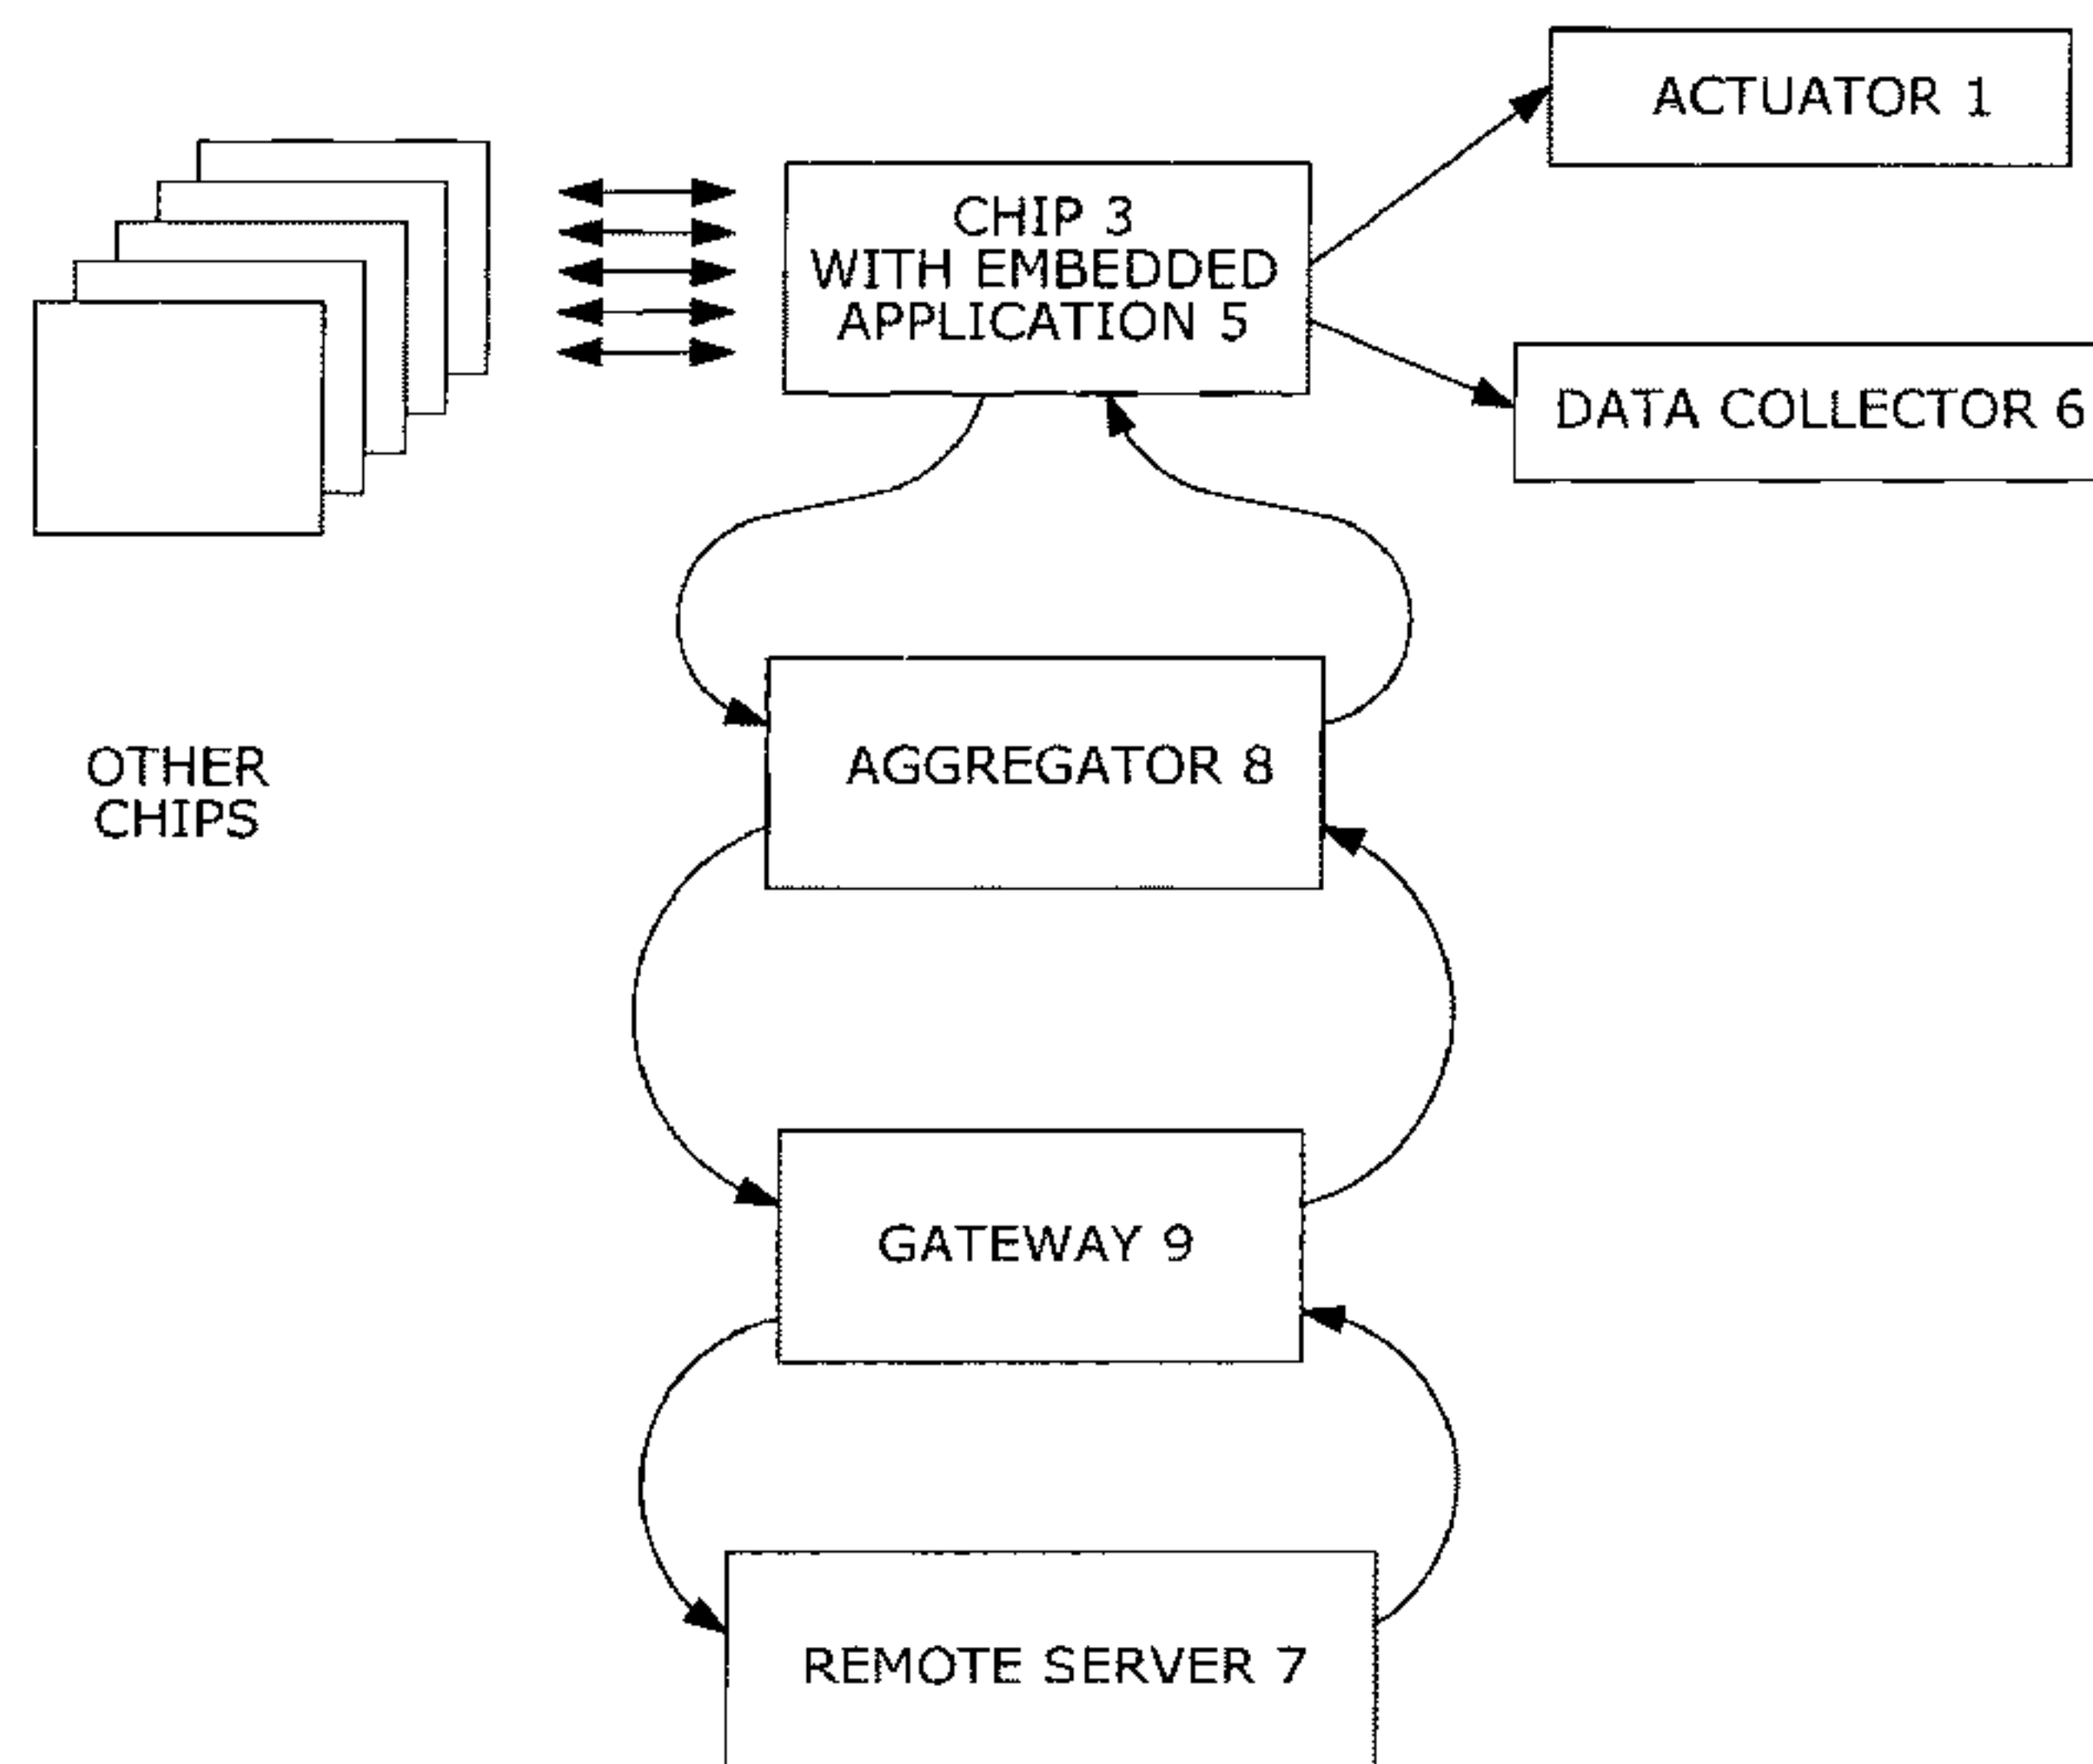 ACTUATOR 1
CHIP 3
WITH EMBEDDED
APPLICATION 5
DATA COLLECTOR 6
OTHER
CHIPS
AGGREGATOR 8
GATEWAY 9
REMOTE SERVER 7